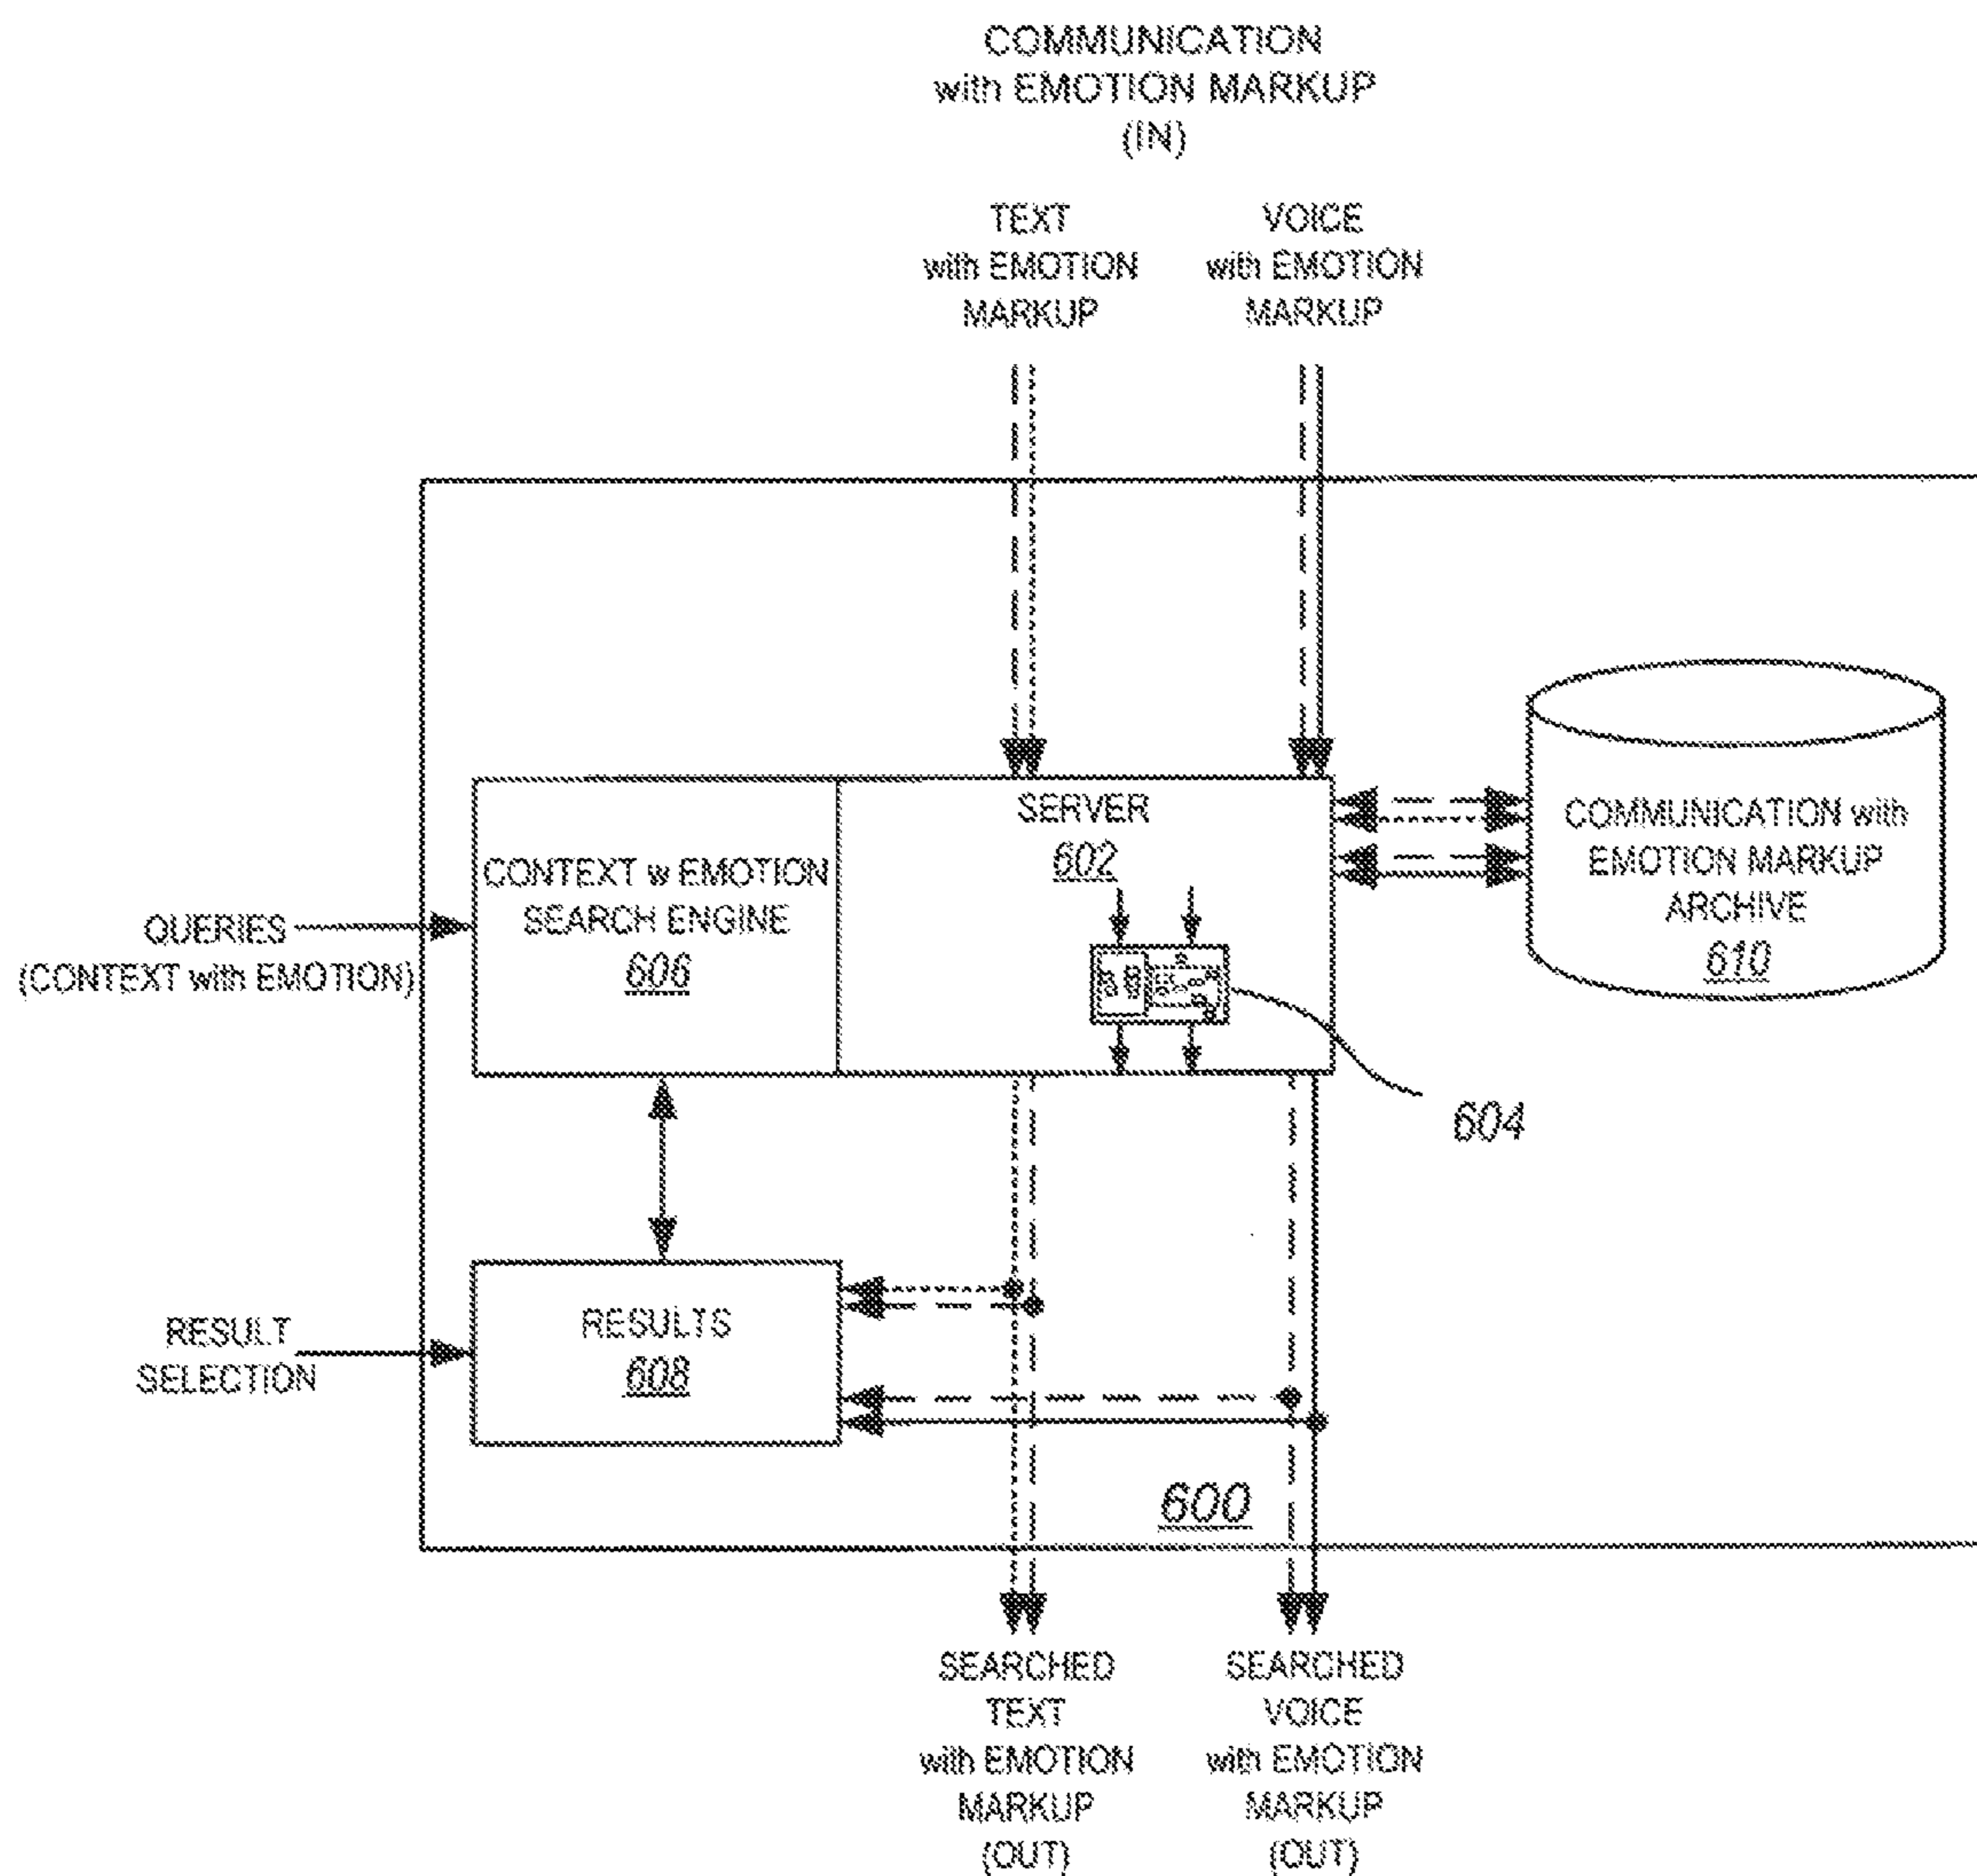 COMMUNICATION
with EMOTION MARKUP
(IN)
TEXT
with EMOTION
MARKUP
VOICE
with EMOTION
MARKUP
SERVER
602
CONTEXT w EMOTION
SEARCH ENGINE
606
COMMUNICATION with
EMOTION MARKUP
ARCHIVE
610
QUERIES
(CONTEXT with EMOTION)
604
RESULTS
608
RESULT
SELECTION
600
SEARCHED
TEXT
with EMOTION
MARKUP
(OUT)
SEARCHED
VOICE
with EMOTION
MARKUP
(OUT)